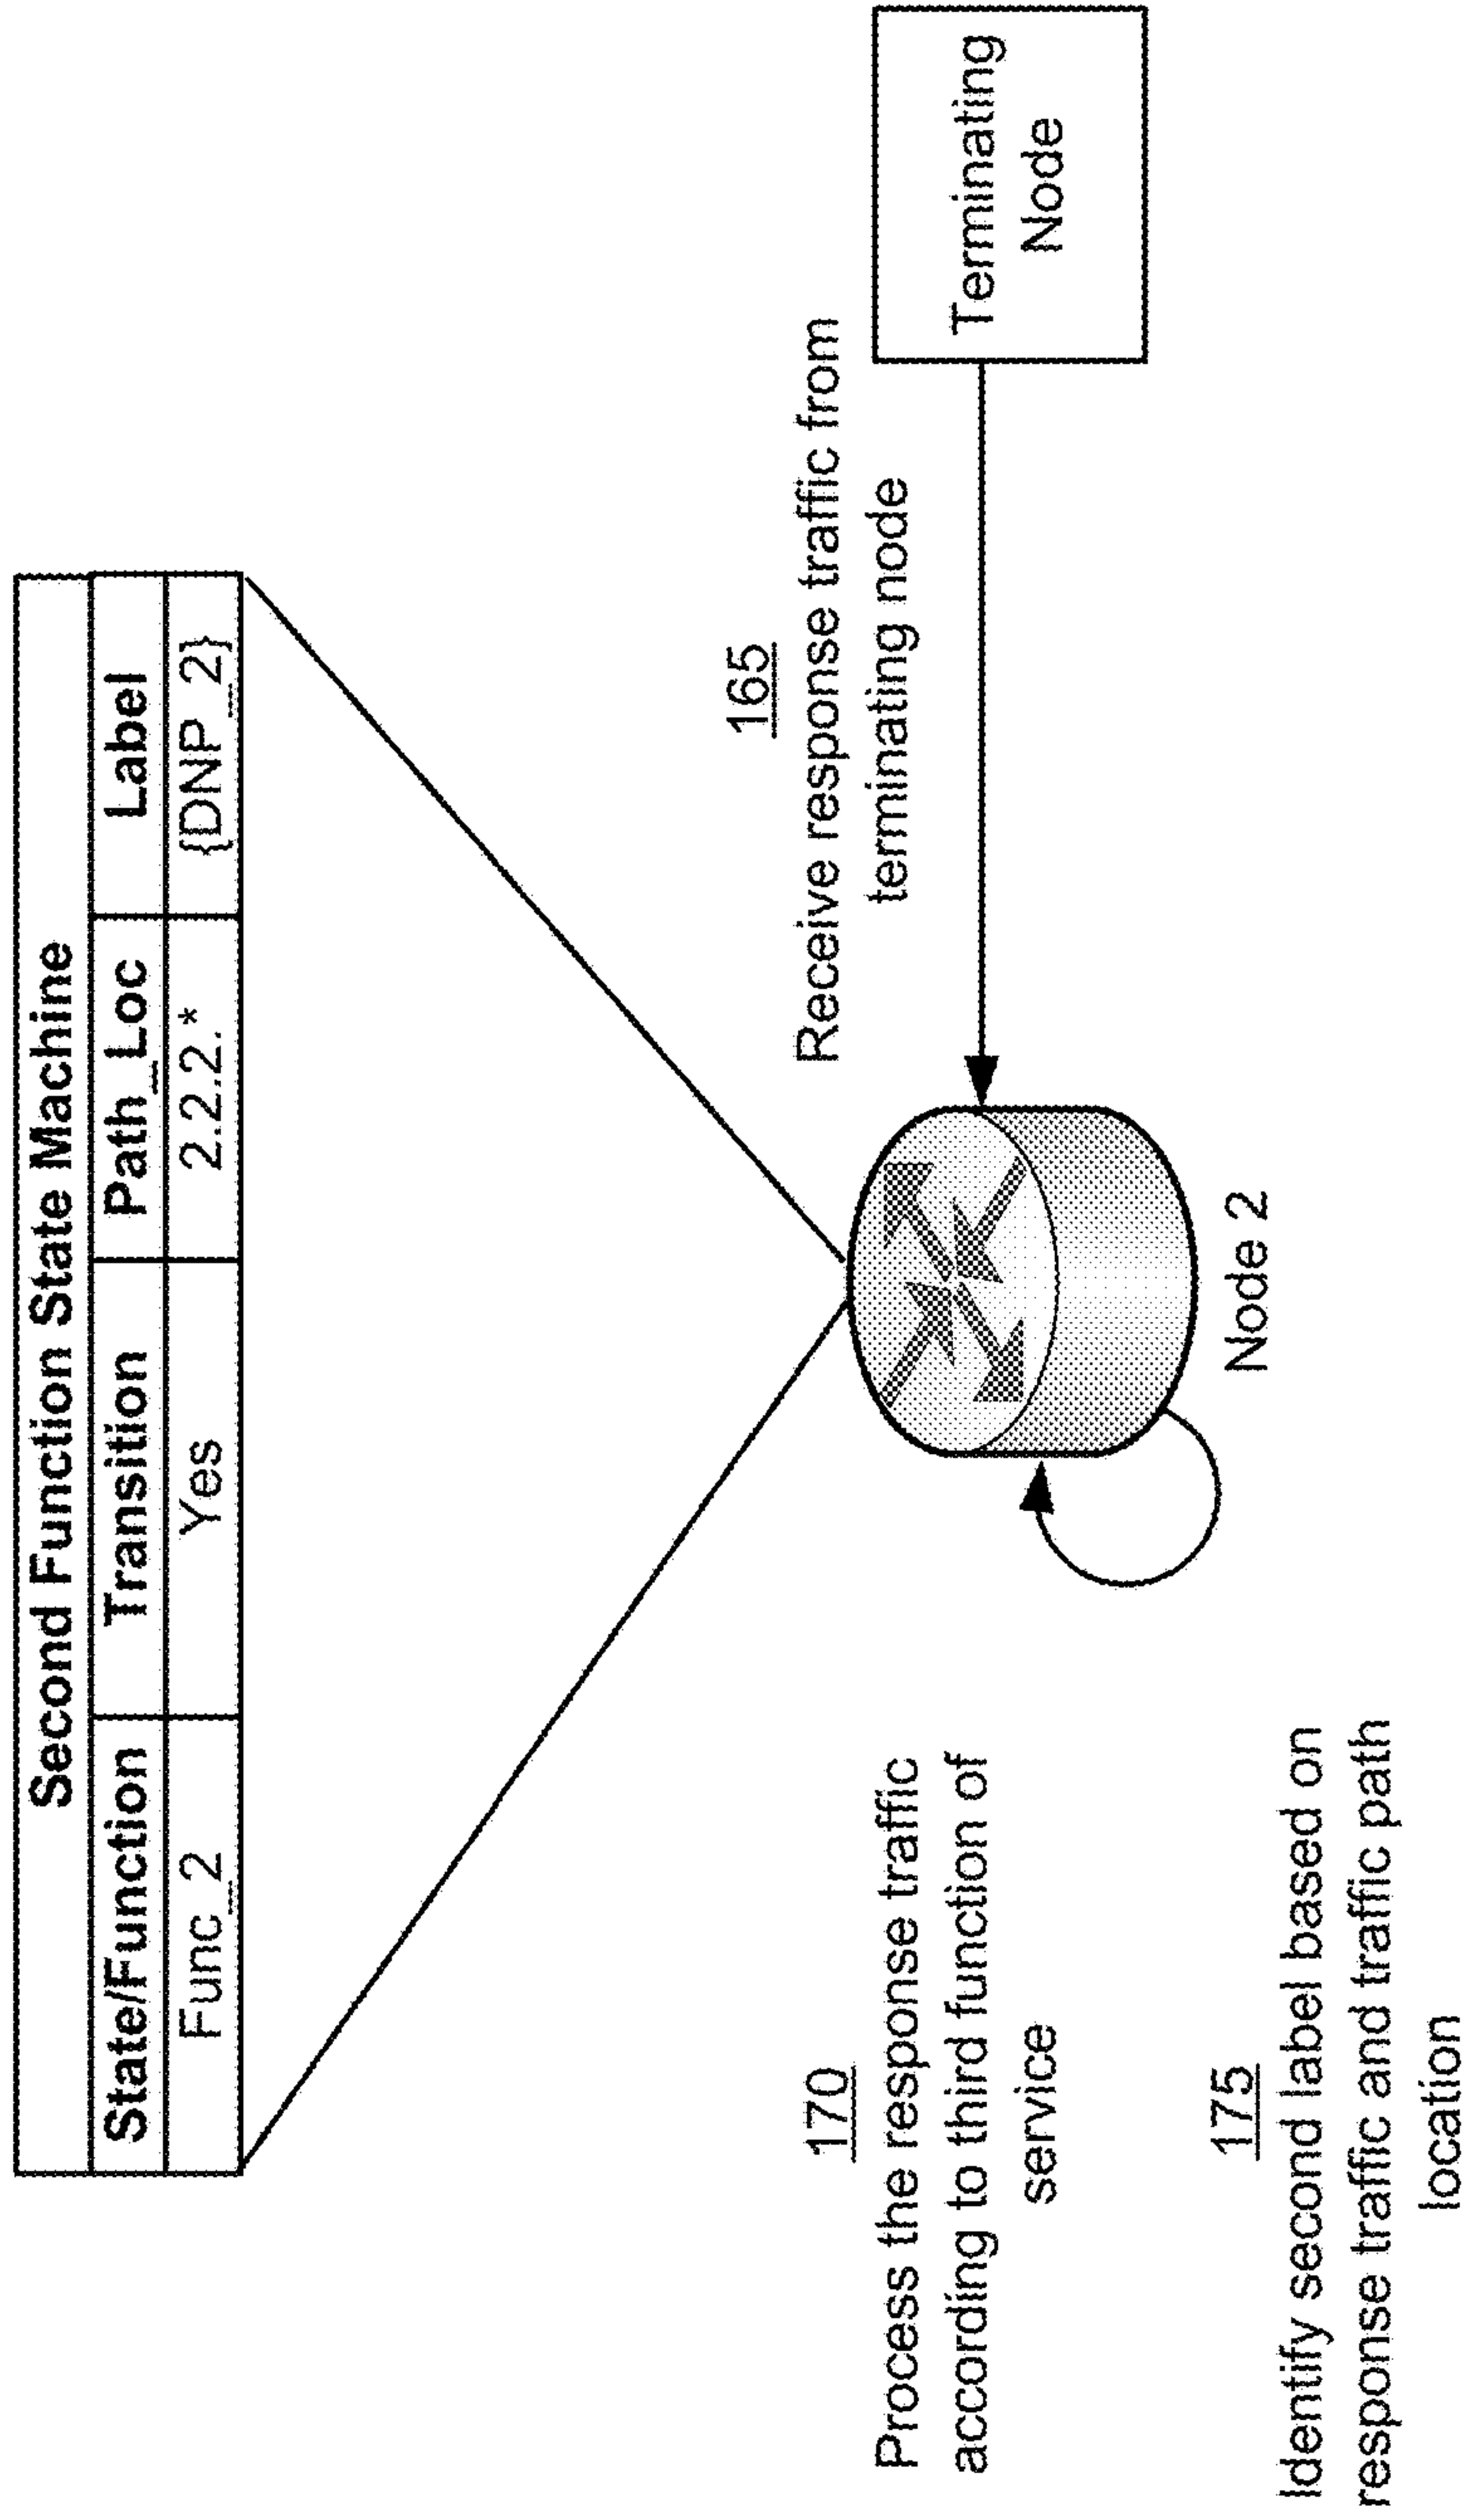 Second Function State Machine
State/Function Transition Path_Loc Label
Func_2 Yes 2.2.2.* {DNP_2}
165
Receive response traffic from
terminating node
Terminating
Node
Node 2
170
Process the response traffic
according to third function of
service
175
Identify second label based on
response traffic and traffic path
location